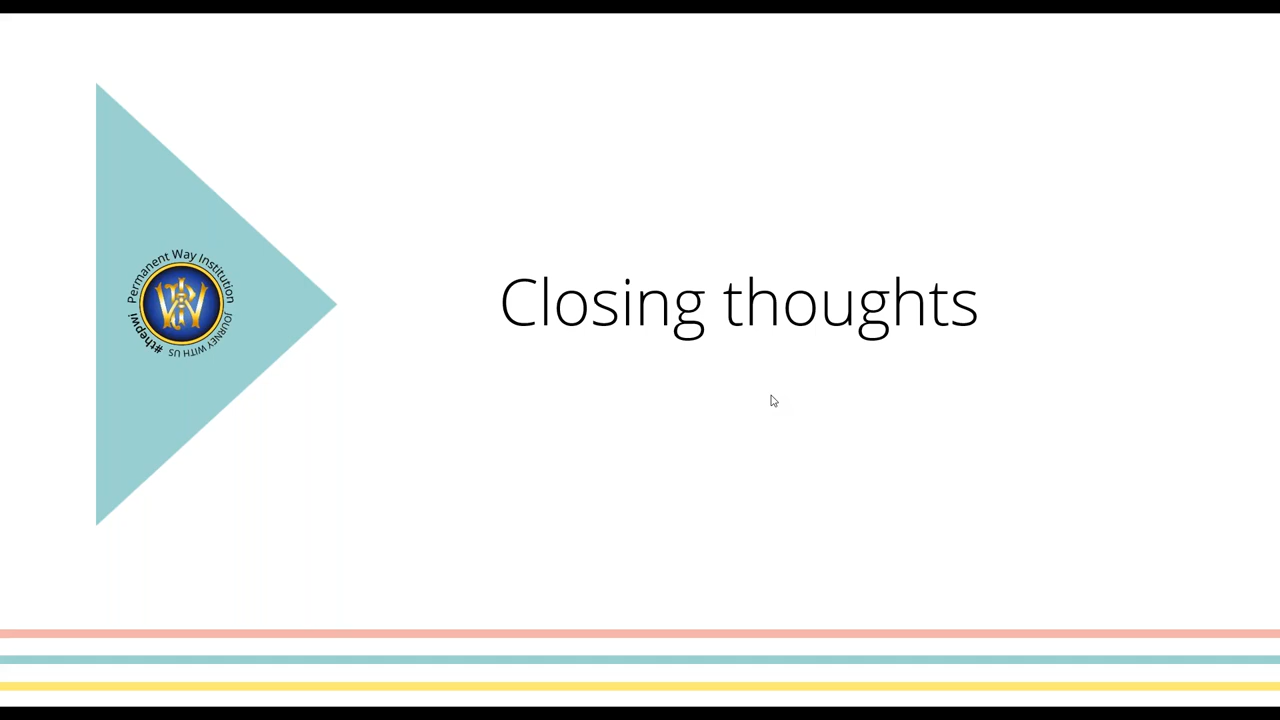 Permanent Way Institution
#thepwi
JOURNEY WITH US
Closing thoughts